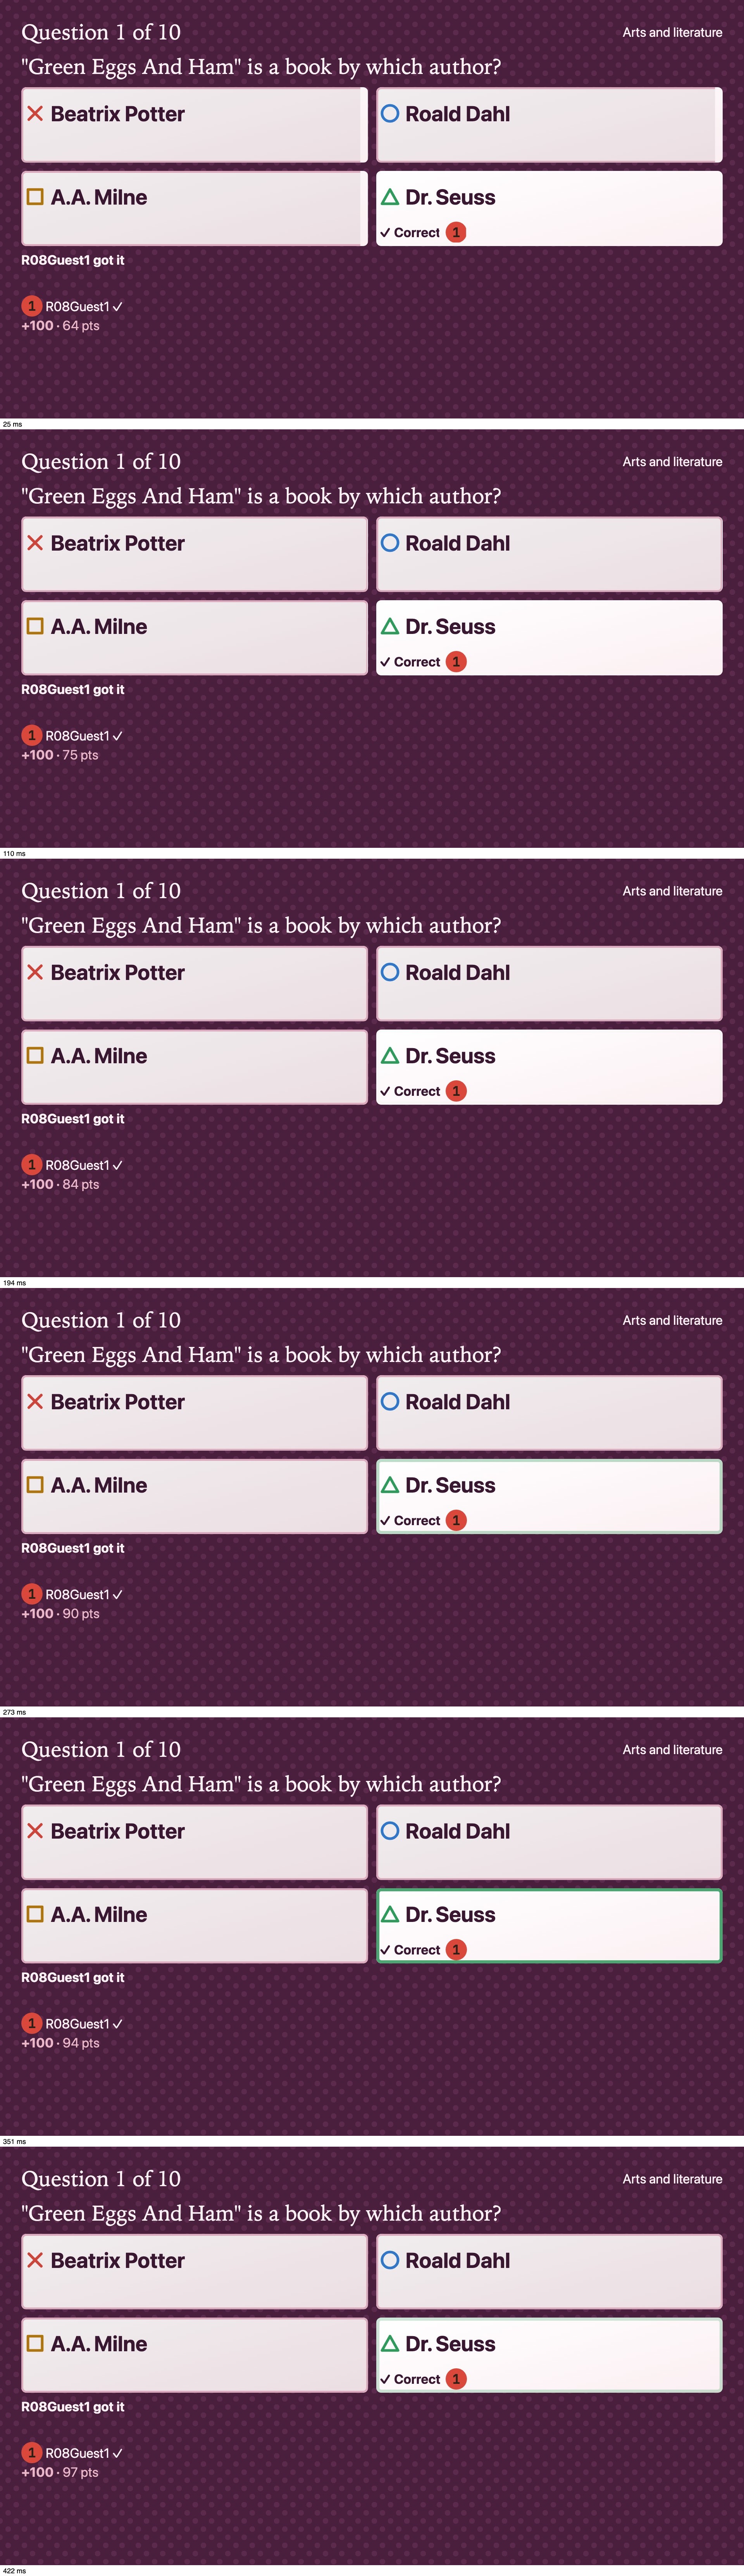 Question 1 of 10
Arts and literature
"Green Eggs And Ham" is a book by which author?
Beatrix Potter
Roald Dahl
A.A. Milne
Dr. Seuss
✓ Correct 1
R08Guest1 got it
1 R08Guest1 ✓
+100 · 64 pts
25 ms
Question 1 of 10
Arts and literature
"Green Eggs And Ham" is a book by which author?
Beatrix Potter
Roald Dahl
A.A. Milne
Dr. Seuss
✓ Correct 1
R08Guest1 got it
1 R08Guest1 ✓
+100 · 75 pts
110 ms
Question 1 of 10
Arts and literature
"Green Eggs And Ham" is a book by which author?
Beatrix Potter
Roald Dahl
A.A. Milne
Dr. Seuss
✓ Correct 1
R08Guest1 got it
1 R08Guest1 ✓
+100 · 84 pts
194 ms
Question 1 of 10
Arts and literature
"Green Eggs And Ham" is a book by which author?
Beatrix Potter
Roald Dahl
A.A. Milne
Dr. Seuss
✓ Correct 1
R08Guest1 got it
1 R08Guest1 ✓
+100 · 90 pts
273 ms
Question 1 of 10
Arts and literature
"Green Eggs And Ham" is a book by which author?
Beatrix Potter
Roald Dahl
A.A. Milne
Dr. Seuss
✓ Correct 1
R08Guest1 got it
1 R08Guest1 ✓
+100 · 94 pts
351 ms
Question 1 of 10
Arts and literature
"Green Eggs And Ham" is a book by which author?
Beatrix Potter
Roald Dahl
A.A. Milne
Dr. Seuss
✓ Correct 1
R08Guest1 got it
1 R08Guest1 ✓
+100 · 97 pts
422 ms